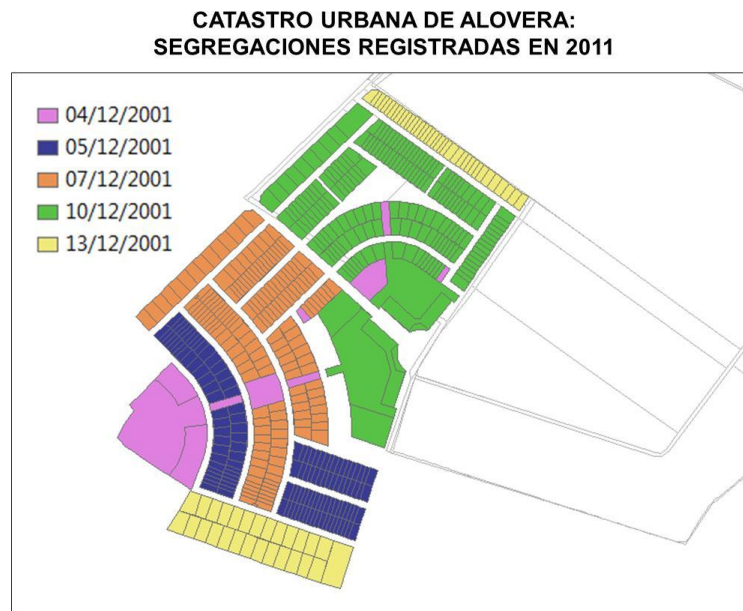 CATASTRO URBANA DE ALOVERA:
SEGREGACIONES REGISTRADAS EN 2011
04/12/2001
05/12/2001
07/12/2001
10/12/2001
13/12/2001